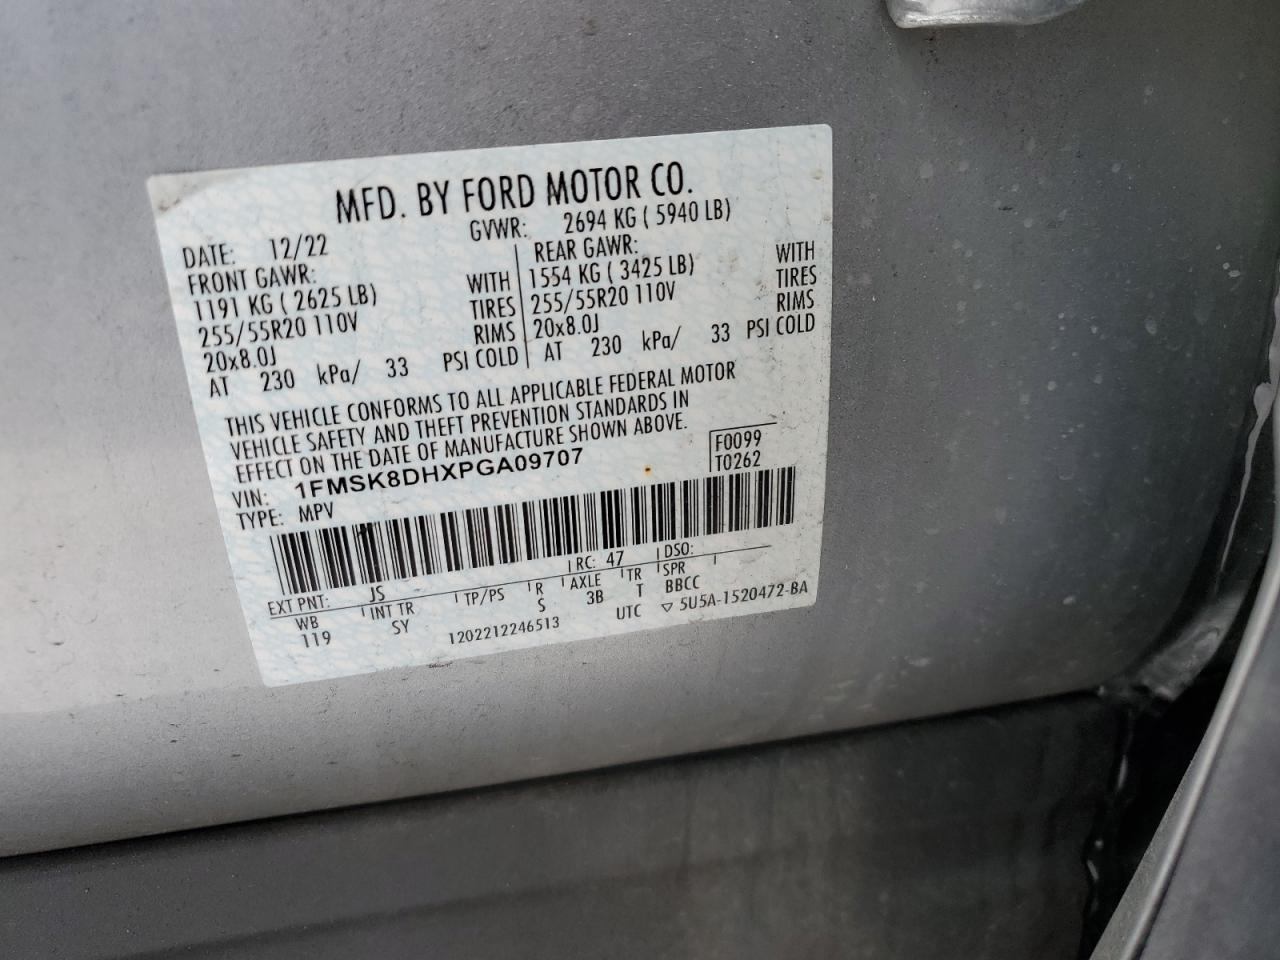 MFD. BY FORD MOTOR CO.
DATE: 12/22 GVWR: 2694 KG ( 5940 LB)
FRONT GAWR: REAR GAWR:
1191 KG ( 2625 LB) WITH 1554 KG ( 3425 LB) WITH
255/55R20 110V TIRES 255/55R20 110V TIRES
20x8.0J RIMS 20x8.0J RIMS
AT 230 kPa/ 33 PSI COLD AT 230 kPa/ 33 PSI COLD
THIS VEHICLE CONFORMS TO ALL APPLICABLE FEDERAL MOTOR
VEHICLE SAFETY AND THEFT PREVENTION STANDARDS IN
EFFECT ON THE DATE OF MANUFACTURE SHOWN ABOVE.
F0099
VIN: 1FMSK8DHXPGA09707
T0262
TYPE: MPV
EXT PNT: JS RC: 47 DSO:
WB INT TR TP/PS R AXLE TR SPR
119 SY S 3B T BBCC
1202212246513 UTC ▽ 5U5A-1520472-BA